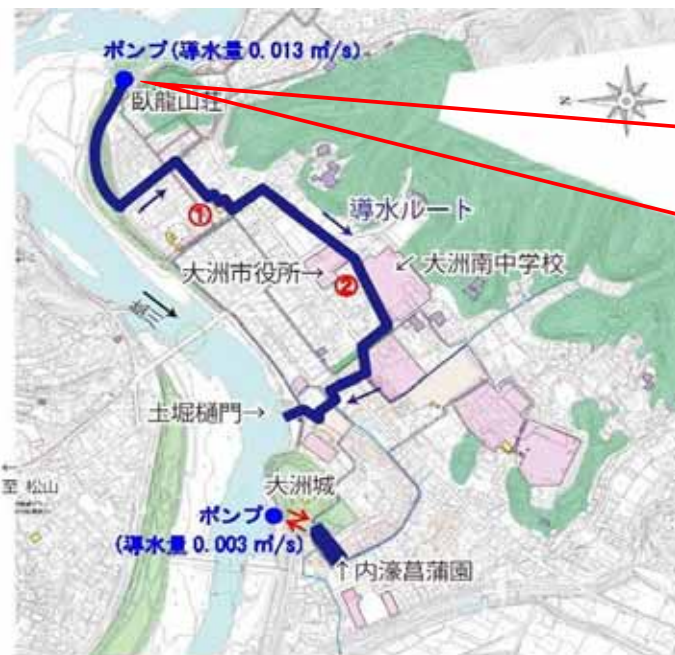 ポンプ(導水量 0.013 ㎥/s)
臥龍山荘
N
①
導水ルート
大洲市役所→
②
↙大洲南中学校
肱川
土堀樋門→
←
至 松山
大洲城
ポンプ
(導水量 0.003 ㎥/s)
↑内濠菖蒲園